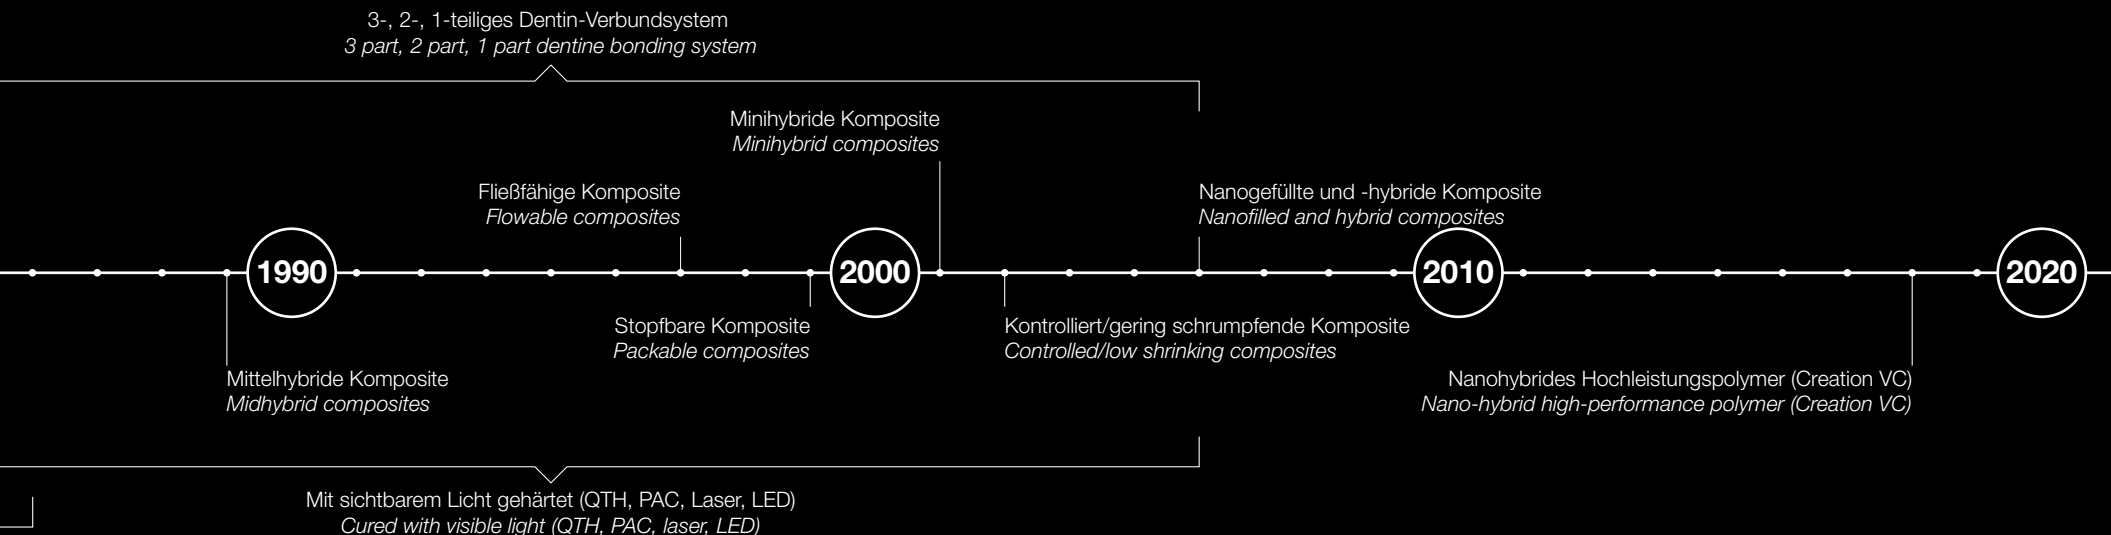 3-, 2-, 1-teiliges Dentin-Verbundsystem
3 part, 2 part, 1 part dentine bonding system
Minihybride Komposite
Minihybrid composites
Fließfähige Komposite
Flowable composites
Nanogefüllte und -hybride Komposite
Nanofilled and hybrid composites
1990
2000
2010
2020
Stopfbare Komposite
Packable composites
Kontrolliert/gering schrumpfende Komposite
Controlled/low shrinking composites
Mittelhybride Komposite
Midhybrid composites
Nanohybrides Hochleistungspolymer (Creation VC)
Nano-hybrid high-performance polymer (Creation VC)
Mit sichtbarem Licht gehärtet (QTH, PAC, Laser, LED)
Cured with visible light (QTH, PAC, laser, LED)